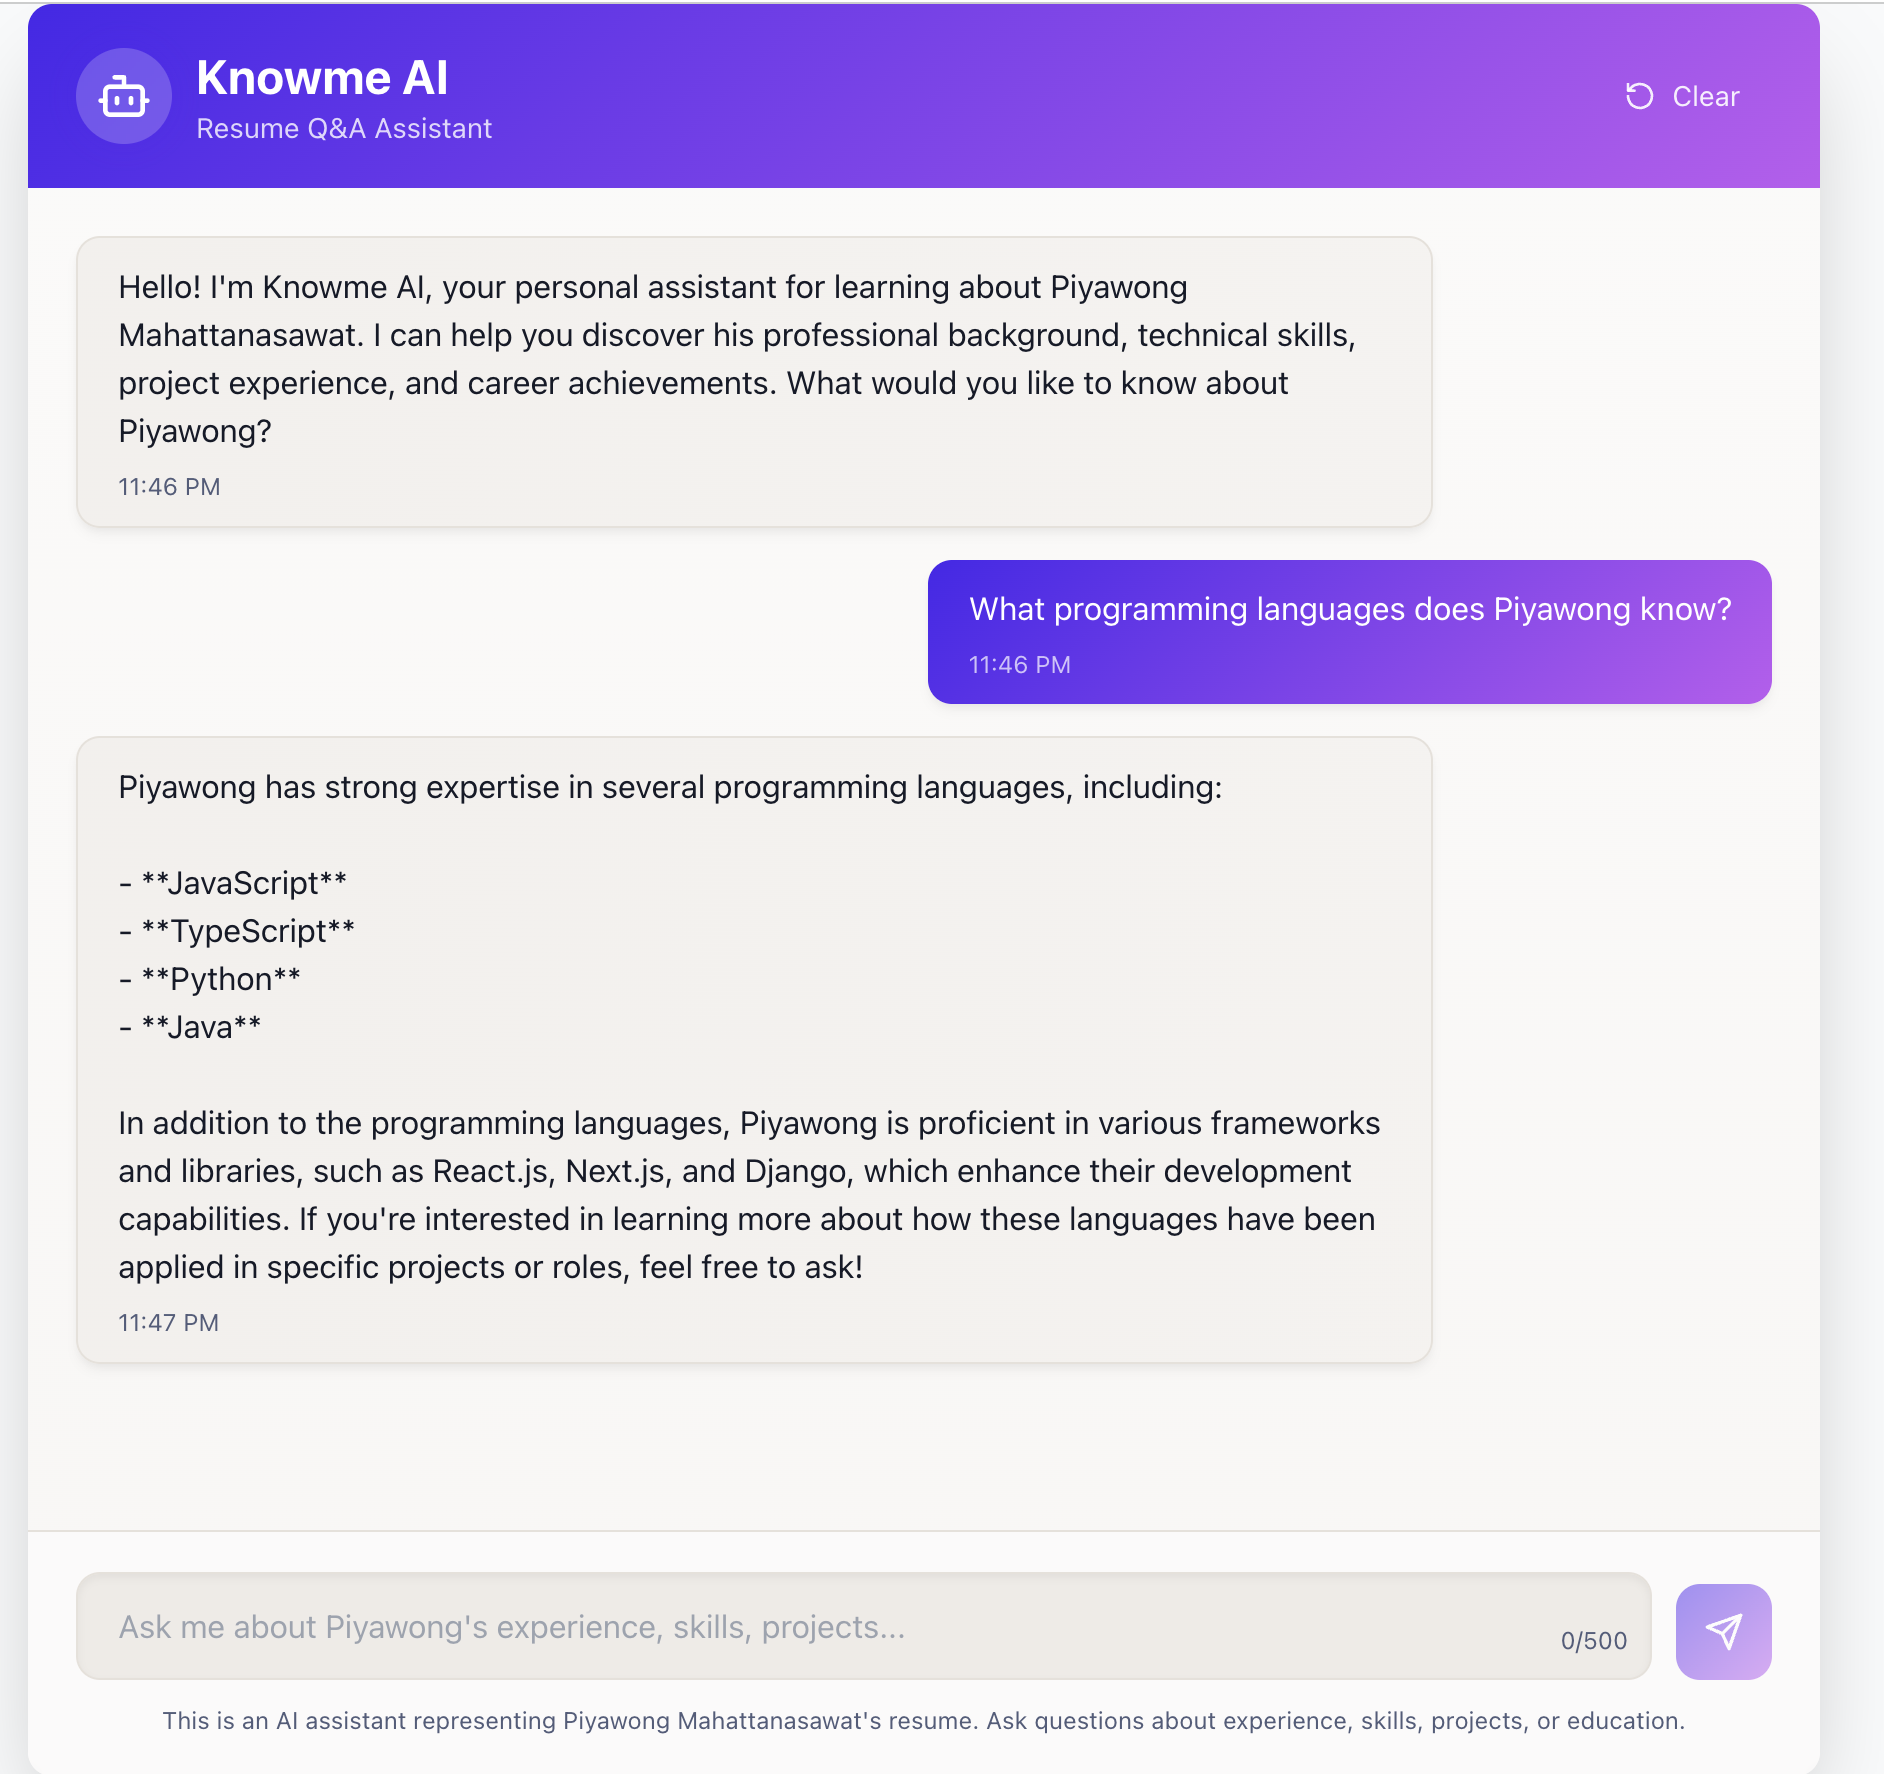 Knowme AI
Resume Q&A Assistant
Clear
Hello! I'm Knowme AI, your personal assistant for learning about Piyawong
Mahattanasawat. I can help you discover his professional background, technical skills,
project experience, and career achievements. What would you like to know about
Piyawong?
11:46 PM
What programming languages does Piyawong know?
11:46 PM
Piyawong has strong expertise in several programming languages, including:
- **JavaScript**
- **TypeScript**
- **Python**
- **Java**
In addition to the programming languages, Piyawong is proficient in various frameworks
and libraries, such as React.js, Next.js, and Django, which enhance their development
capabilities. If you're interested in learning more about how these languages have been
applied in specific projects or roles, feel free to ask!
11:47 PM
Ask me about Piyawong's experience, skills, projects...
0/500
This is an AI assistant representing Piyawong Mahattanasawat's resume. Ask questions about experience, skills, projects, or education.